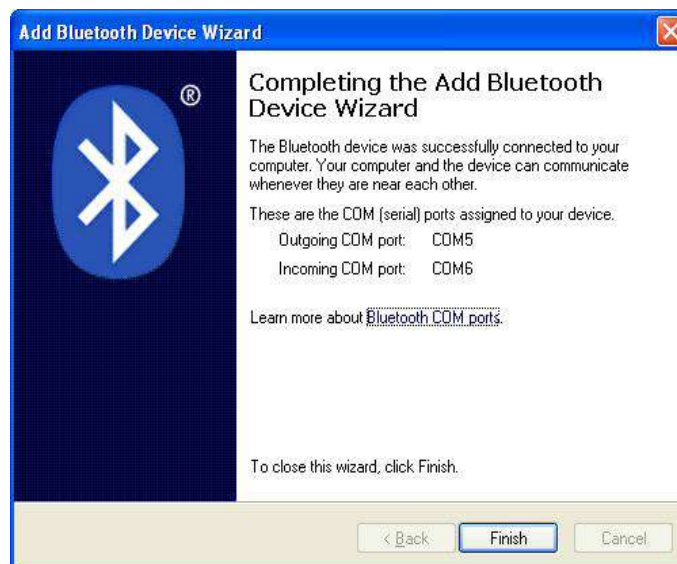 Add Bluetooth Device Wizard
®
Completing the Add Bluetooth
Device Wizard
The Bluetooth device was successfully connected to your
computer. Your computer and the device can communicate
whenever they are near each other.
These are the COM (serial) ports assigned to your device.
Outgoing COM port: COM5
Incoming COM port: COM6
Learn more about Bluetooth COM ports.
To close this wizard, click Finish.
< Back Finish Cancel